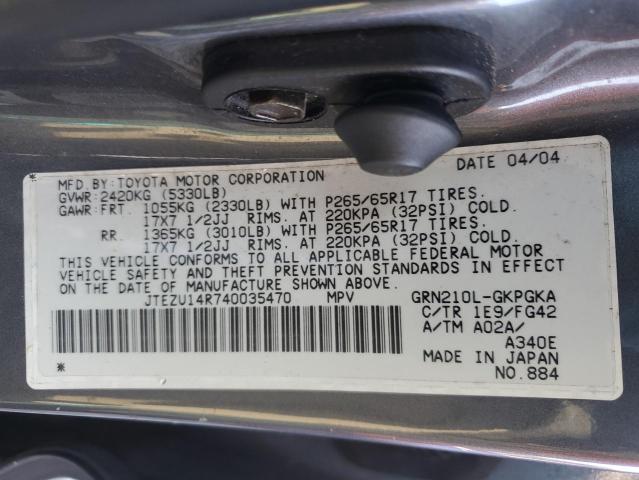 DATE 04/04
MFD.BY:TOYOTA MOTOR CORPORATION
GVWR:2420KG (5330LB)
GAWR:FRT. 1055KG (2330LB) WITH P265/65R17 TIRES.
17X7 1/2JJ RIMS. AT 220KPA (32PSI) COLD.
RR 1365KG (3010LB) WITH P265/65R17 TIRES.
17X7 1/2JJ RIMS. AT 220KPA (32PSI) COLD.
THIS VEHICLE CONFORMS TO ALL APPLICABLE FEDERAL MOTOR
VEHICLE SAFETY AND THEFT PREVENTION STANDARDS IN EFFECT
ON THE DATE OF MANUFACTURE SHOWN ABOVE.
JTEZU14R740035470 MPV GRN210L-GKPGKA
C/TR 1E9/FG42
A/TM A02A/
A340E
MADE IN JAPAN
NO.884